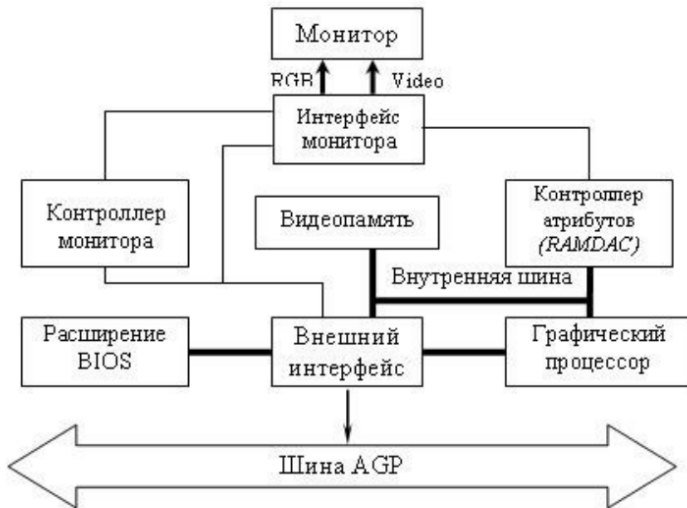 Монитор
RGB
Video
Интерфейс
монитора
Контроллер
монитора
Видеопамять
Контроллер
атрибутов
(RAMDAC)
Внутренняя шина
Расширение
BIOS
Внешний
интерфейс
Графический
процессор
Шина AGP